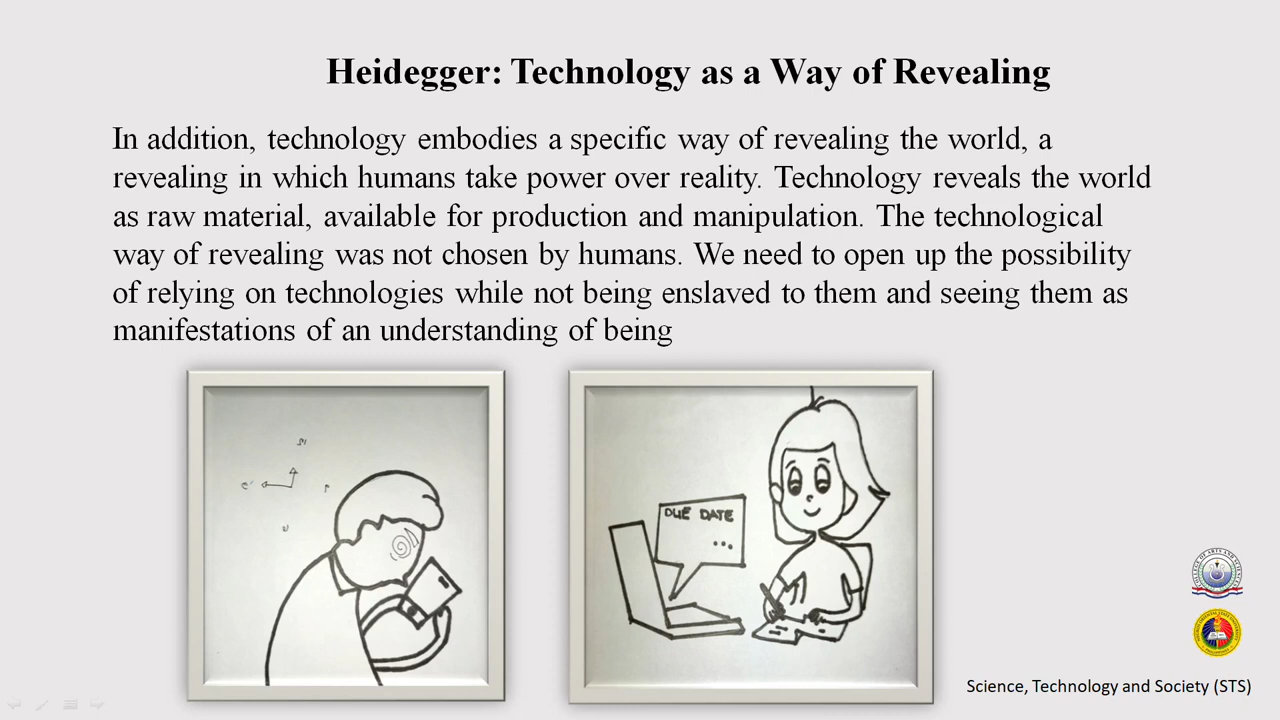 Heidegger: Technology as a Way of Revealing
In addition, technology embodies a specific way of revealing the world, a
revealing in which humans take power over reality. Technology reveals the world
as raw material, available for production and manipulation. The technological
way of revealing was not chosen by humans. We need to open up the possibility
of relying on technologies while not being enslaved to them and seeing them as
manifestations of an understanding of being
DUE DATE
...
Science, Technology and Society (STS)